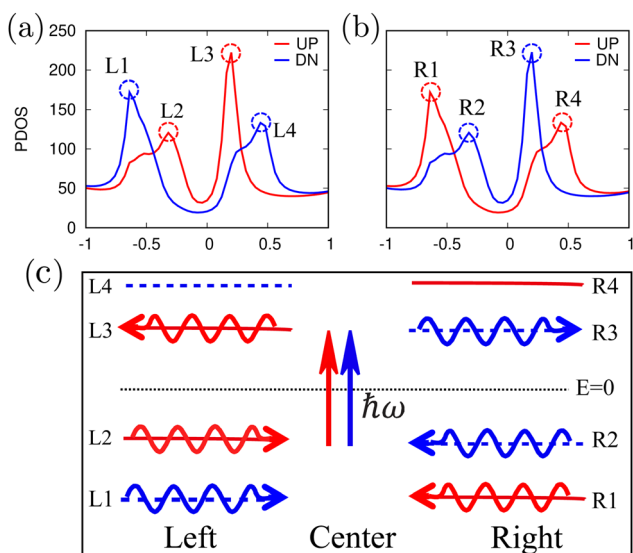 (a)
(b)
PDOS
250
200
150
100
50
0
-1 -0.5 0 0.5 1
UP
DN
L1
L2
L3
L4
-1 -0.5 0 0.5 1
UP
DN
R1
R2
R3
R4
(c)
L4 R4
L3 R3
E=0
ħω
L2 R2
L1 R1
Left Center Right